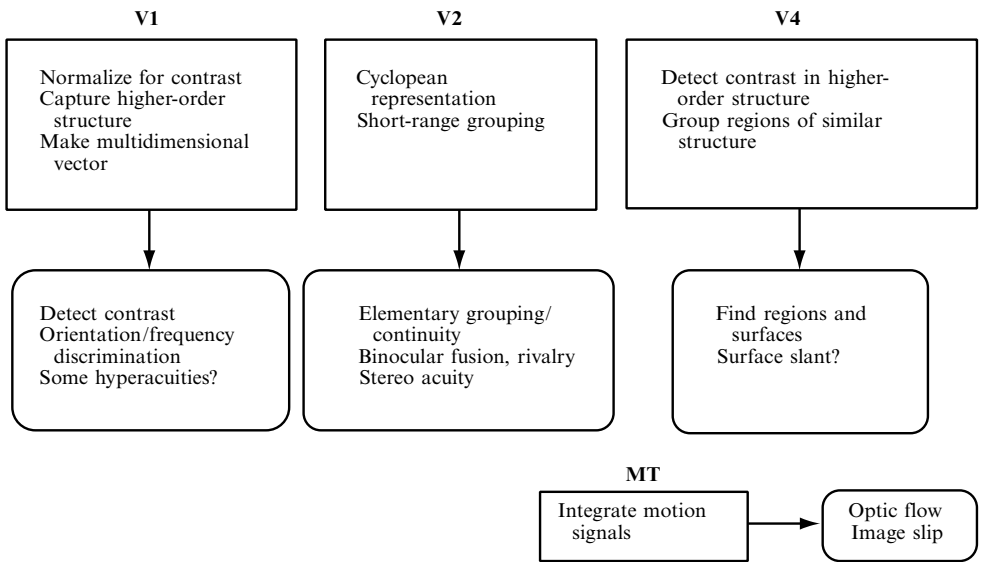 V1
Normalize for contrast
Capture higher-order
structure
Make multidimensional
vector
Detect contrast
Orientation/frequency
discrimination
Some hyperacuities?
V2
Cyclopean
representation
Short-range grouping
Elementary grouping/
continuity
Binocular fusion, rivalry
Stereo acuity
V4
Detect contrast in higher-
order structure
Group regions of similar
structure
Find regions and
surfaces
Surface slant?
MT
Integrate motion
signals
Optic flow
Image slip